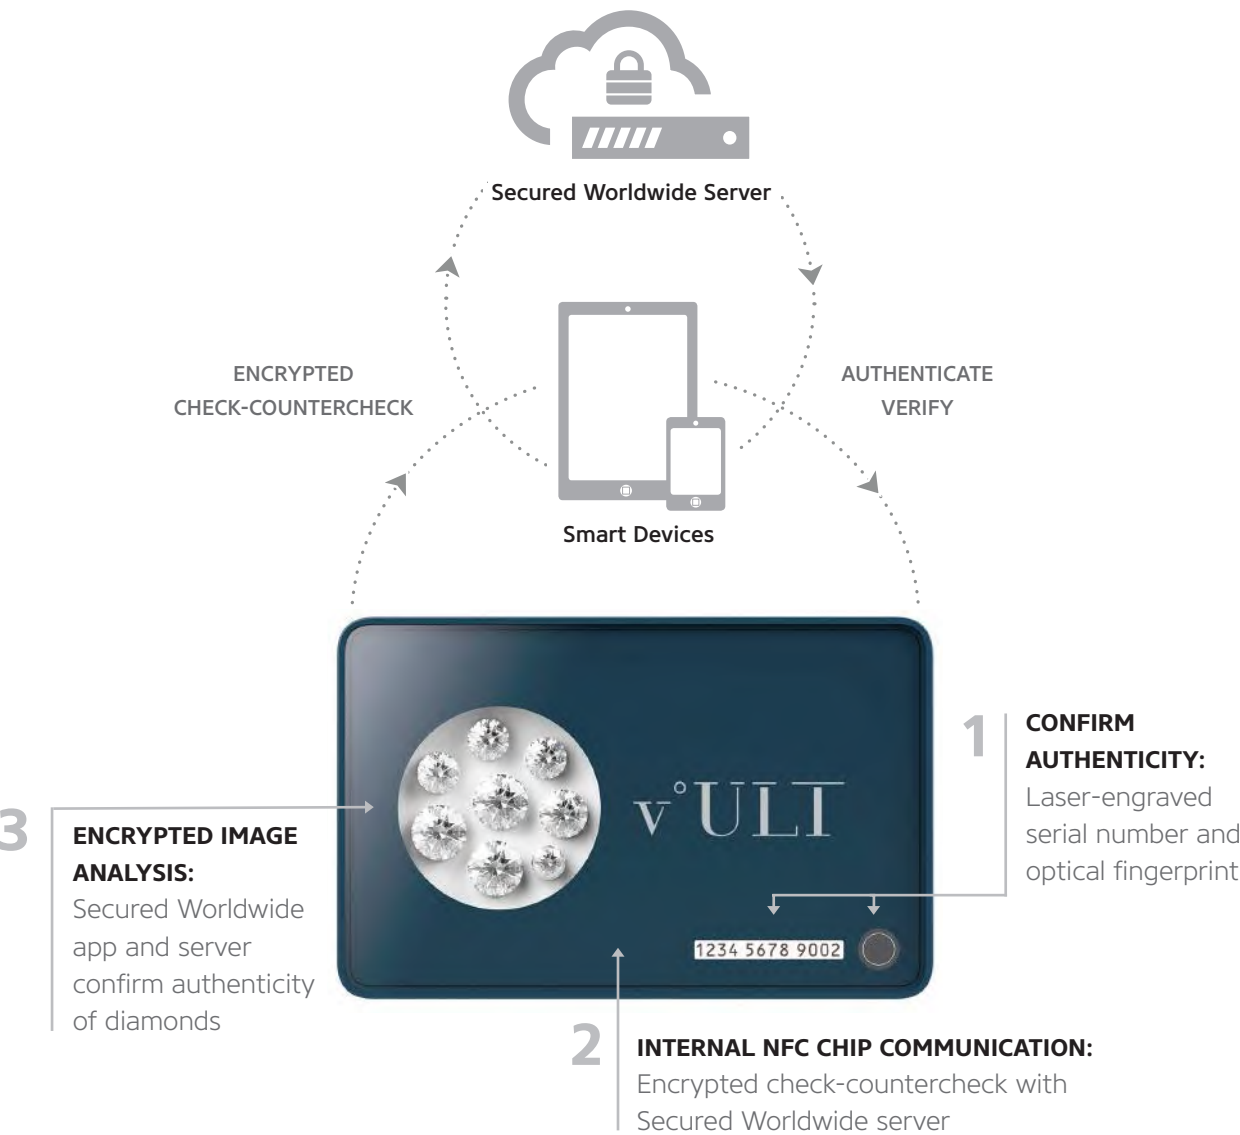 Secured Worldwide Server
ENCRYPTED
CHECK-COUNTERCHECK
AUTHENTICATE
VERIFY
Smart Devices
v°ULT
1234 5678 9002
1
CONFIRM
AUTHENTICITY:
Laser-engraved
serial number and
optical fingerprint
2
INTERNAL NFC CHIP COMMUNICATION:
Encrypted check-countercheck with
Secured Worldwide server
3
ENCRYPTED IMAGE
ANALYSIS:
Secured Worldwide
app and server
confirm authenticity
of diamonds